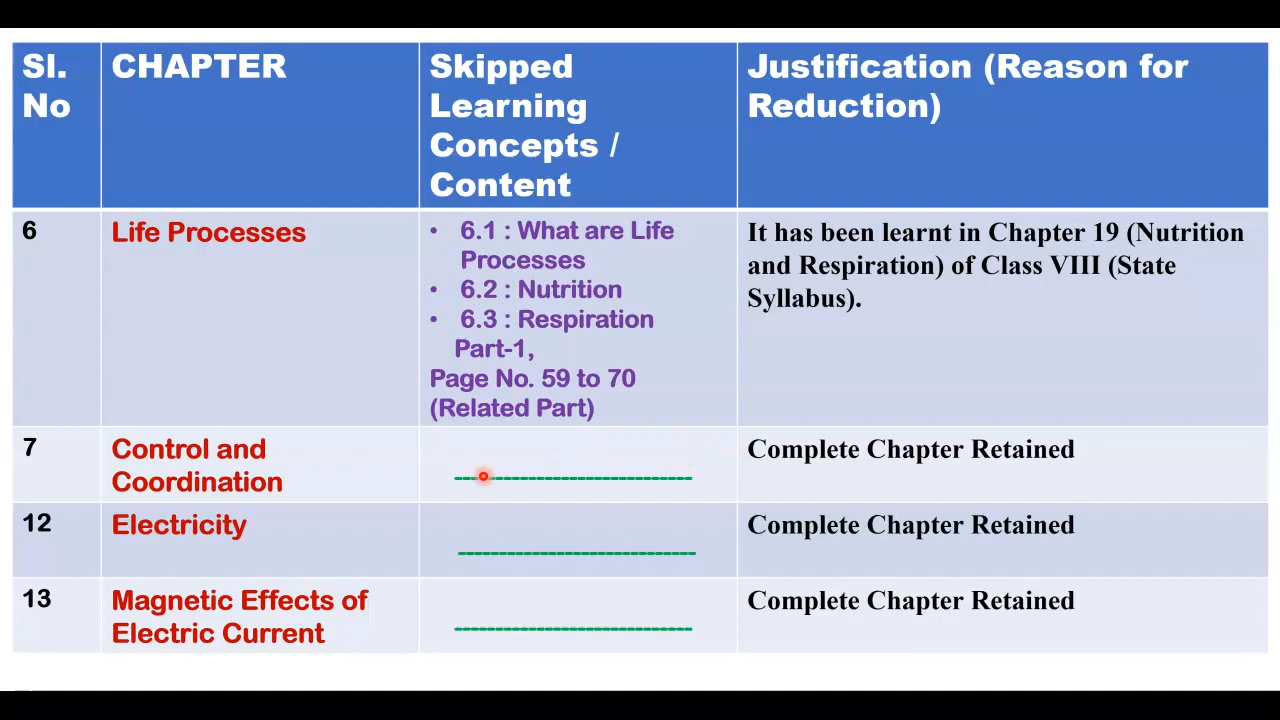 Sl. No
CHAPTER
Skipped Learning Concepts / Content
Justification (Reason for Reduction)
6
Life Processes
• 6.1 : What are Life Processes
• 6.2 : Nutrition
• 6.3 : Respiration
Part-1,
Page No. 59 to 70
(Related Part)
It has been learnt in Chapter 19 (Nutrition
and Respiration) of Class VIII (State
Syllabus).
7
Control and
Coordination
-----------------------------
Complete Chapter Retained
12
Electricity
-----------------------------
Complete Chapter Retained
13
Magnetic Effects of
Electric Current
-----------------------------
Complete Chapter Retained